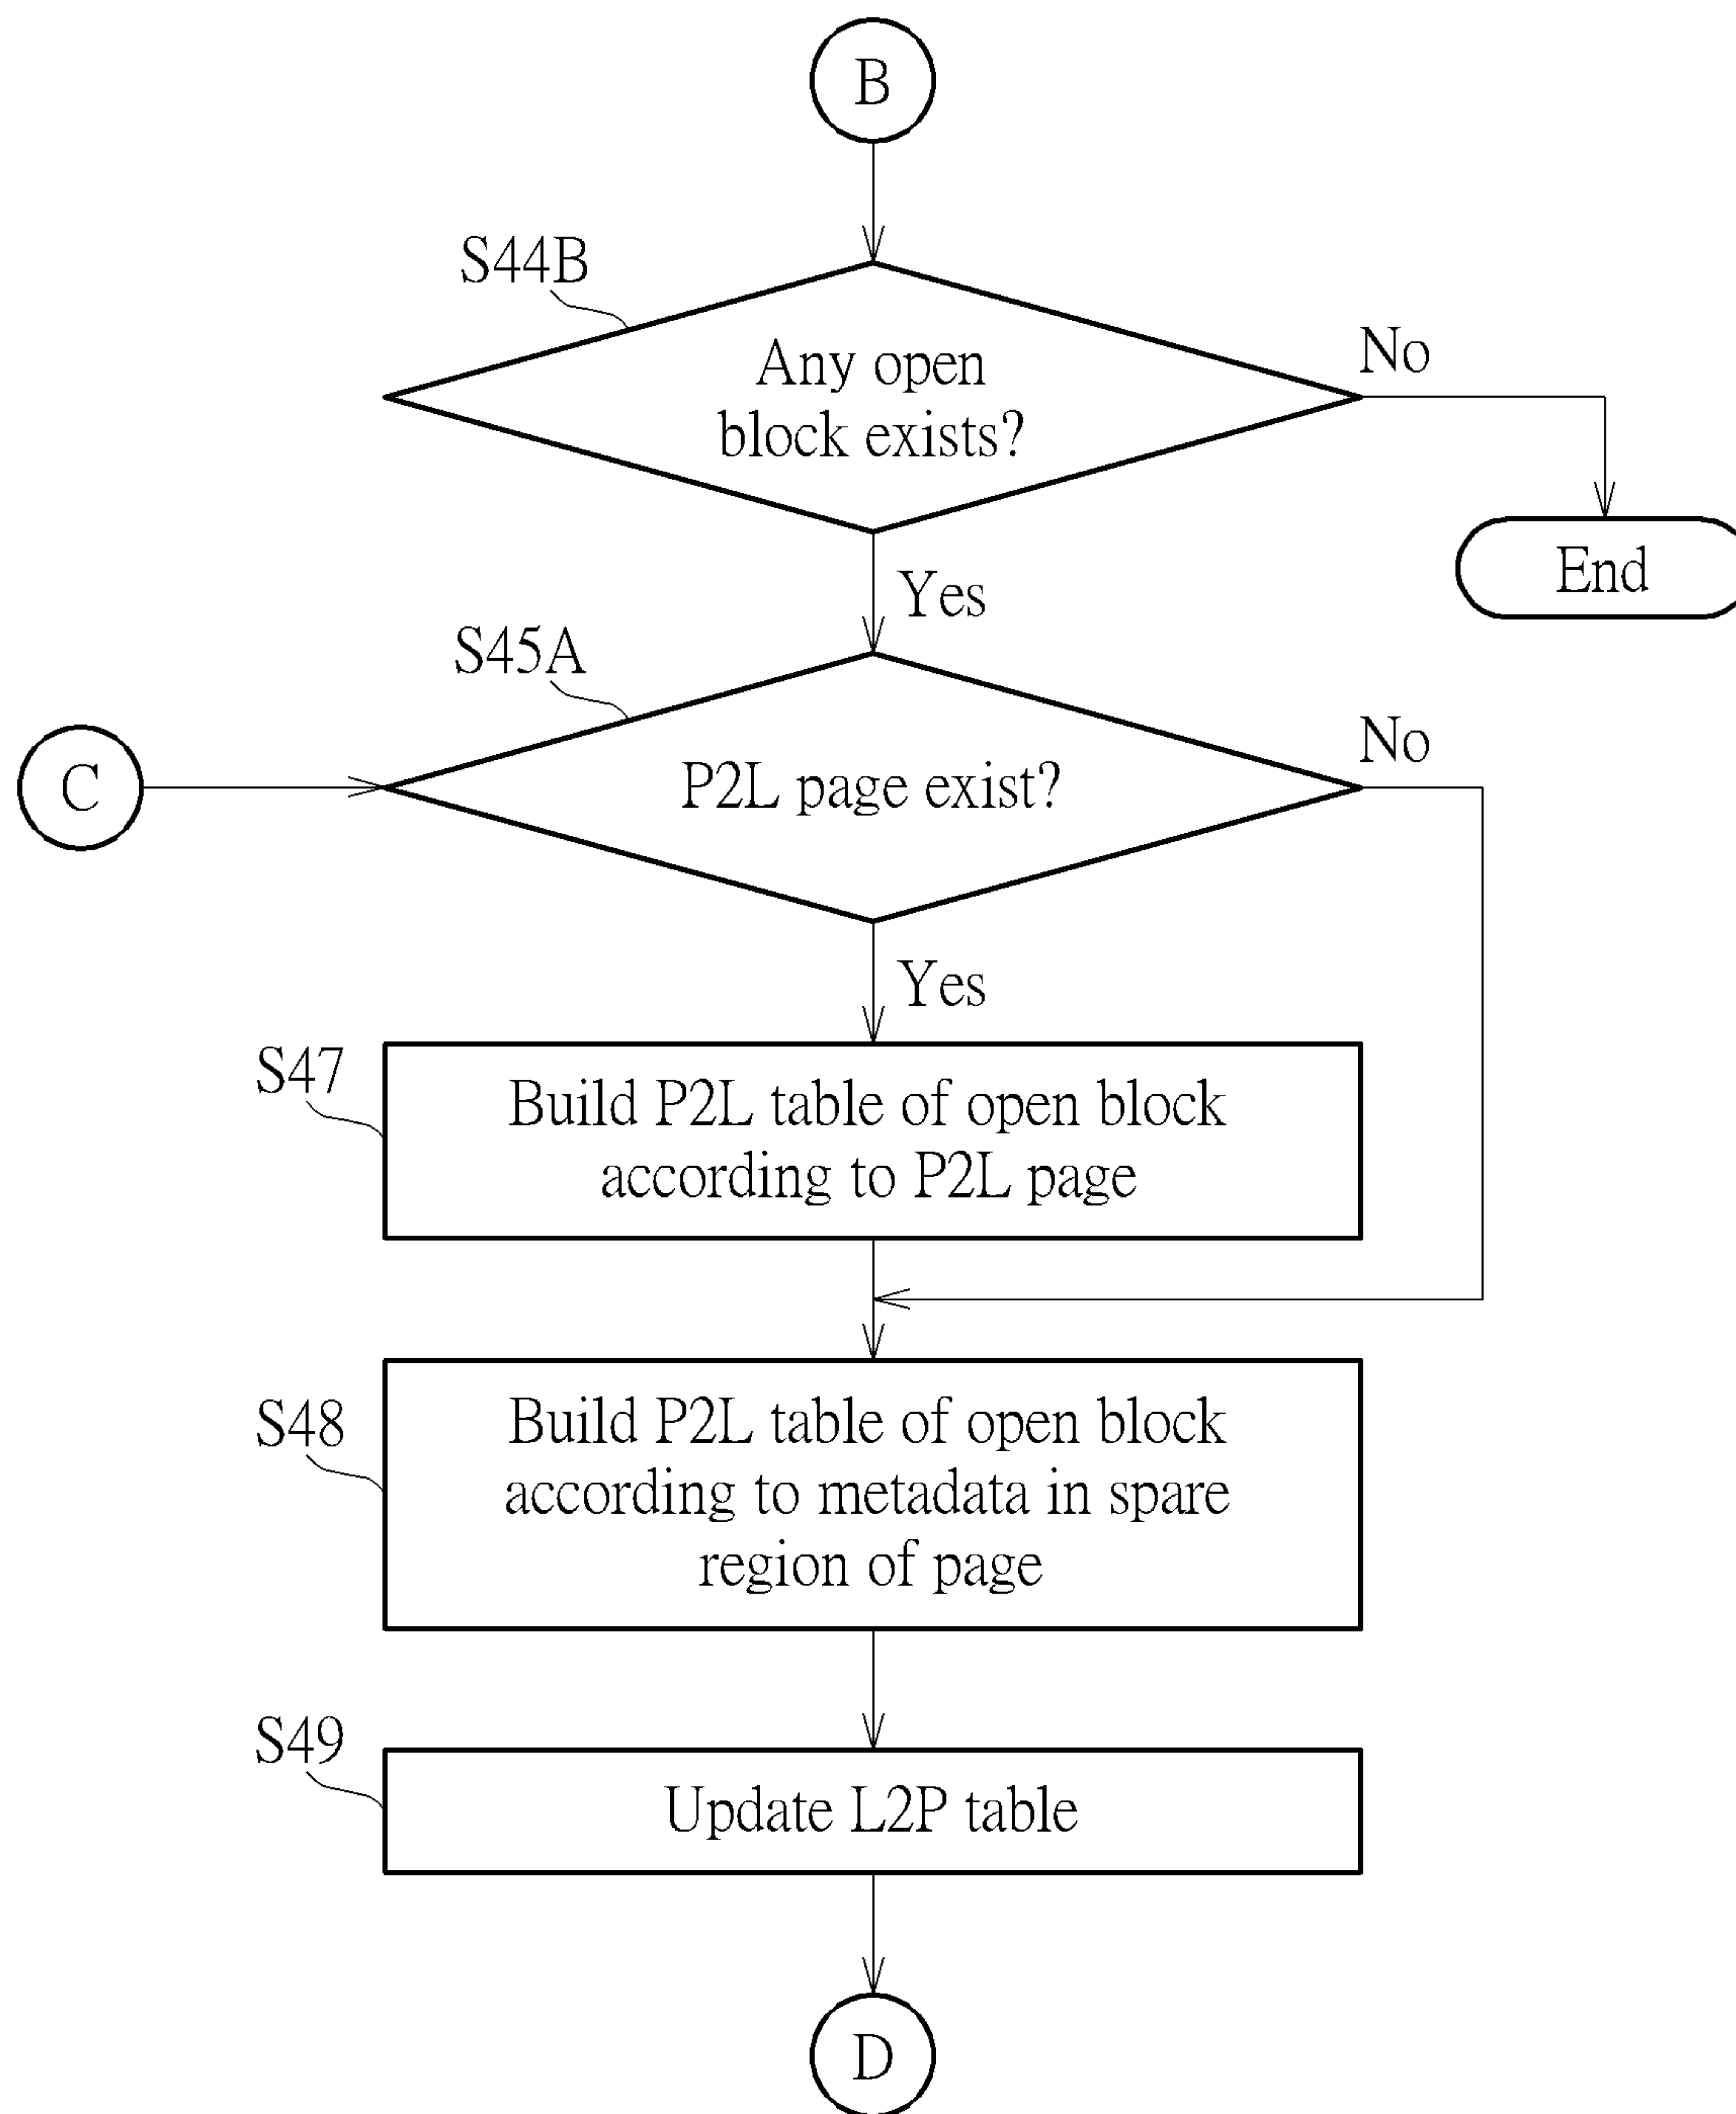 B
S44B
Any open
block exists?
No
End
Yes
S45A
C
P2L page exist?
No
Yes
S47
Build P2L table of open block
according to P2L page
S48
Build P2L table of open block
according to metadata in spare
region of page
S49
Update L2P table
D